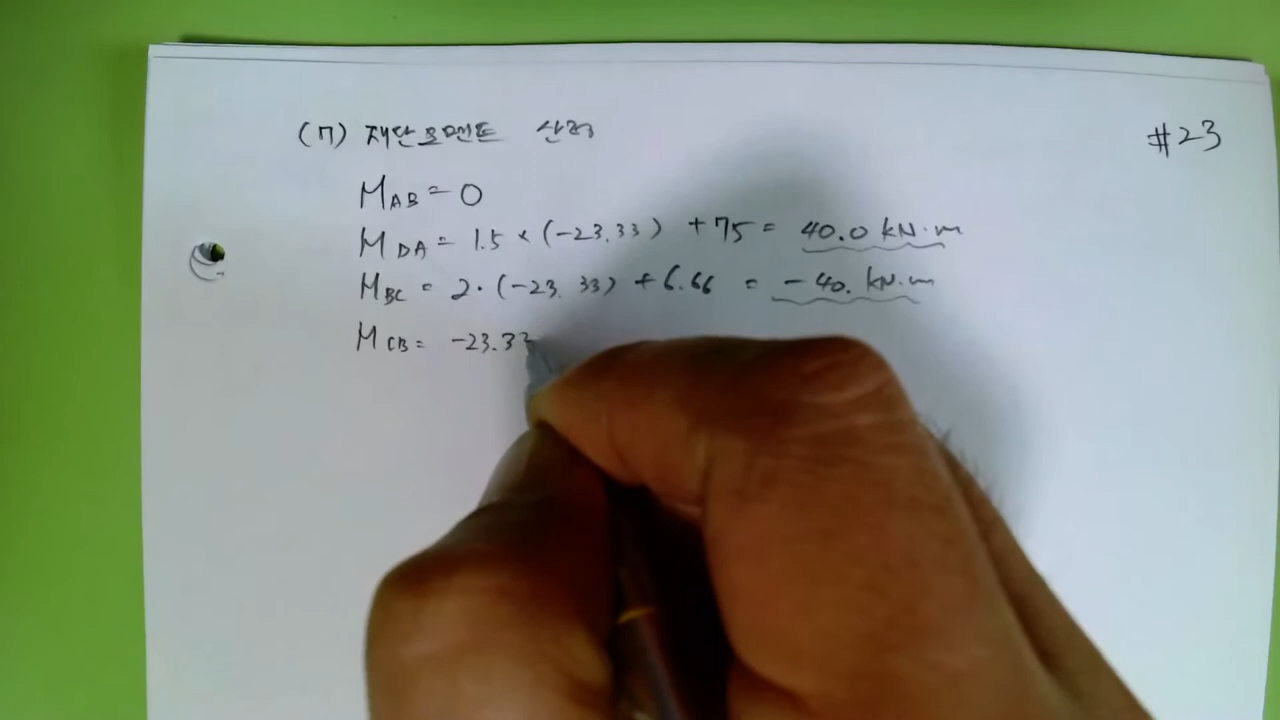 (7) 재단모멘트 산정
#23
M_AB = 0
M_DA = 1.5 × (-23.33) + 75 = 40.0 kN·m
M_BC = 2·(-23.33) + 6.66 = -40. kN·m
M_CB = -23.33